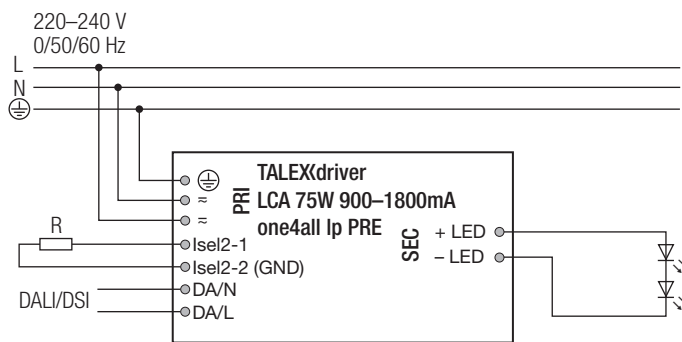 220–240 V
0/50/60 Hz
L
N
PRI
TALEXXdriver
LCA 75W 900–1800mA
one4all lp PRE
≂
≂
R
Isel2-1
Isel2-2 (GND)
DALI/DSI
DA/N
DA/L
SEC
+ LED
– LED